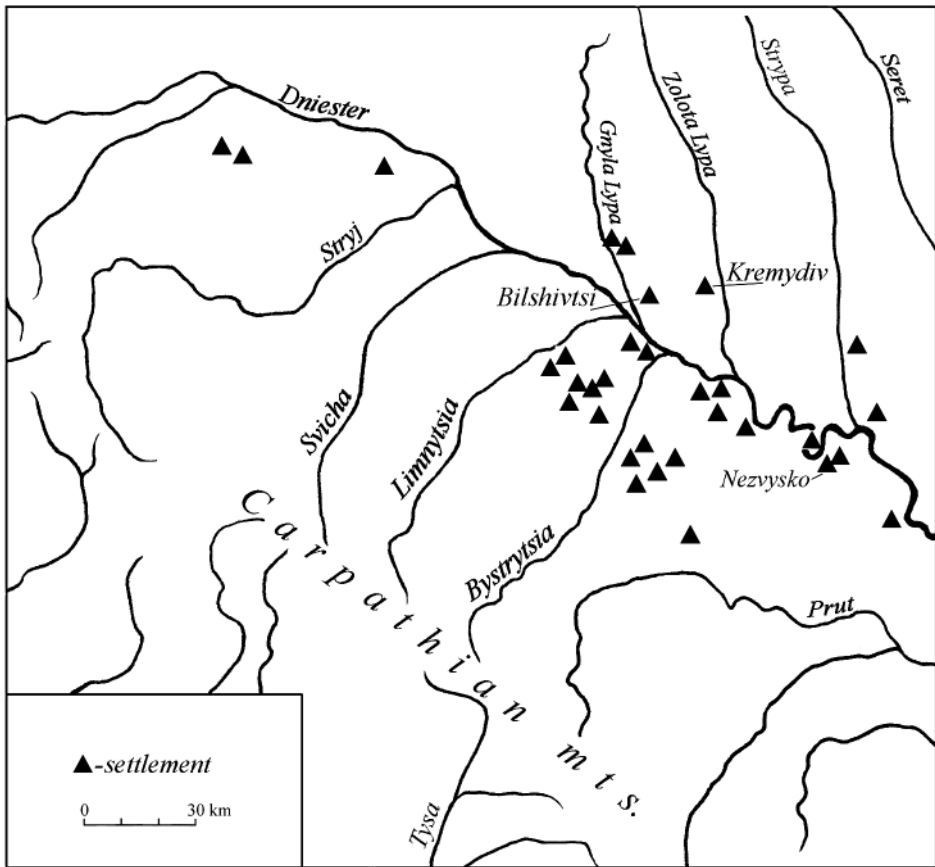 Dniester
Gnyla Lypa
Zolota Lypa
Strypa
Seret
Stryj
Bilshivtsi
Kremydiv
Svicha
Limnytsia
Bystrytsia
Nezvysko
Prut
Carpathian mts.
Tysa
▲-settlement
0 30 km